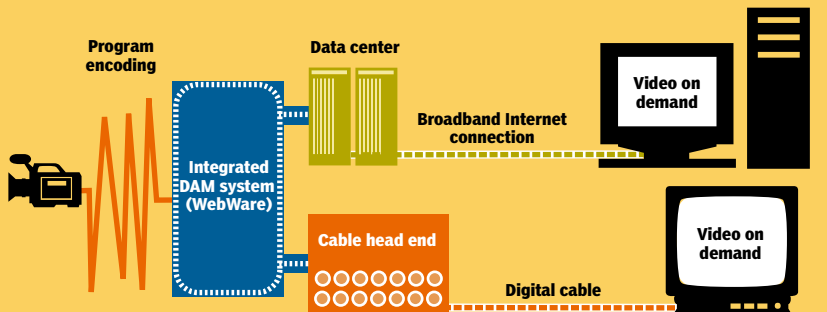 Program
encoding
Data center
Integrated
DAM system
(WebWare)
Broadband Internet
connection
Video on
demand
Cable head end
Digital cable
Video on
demand